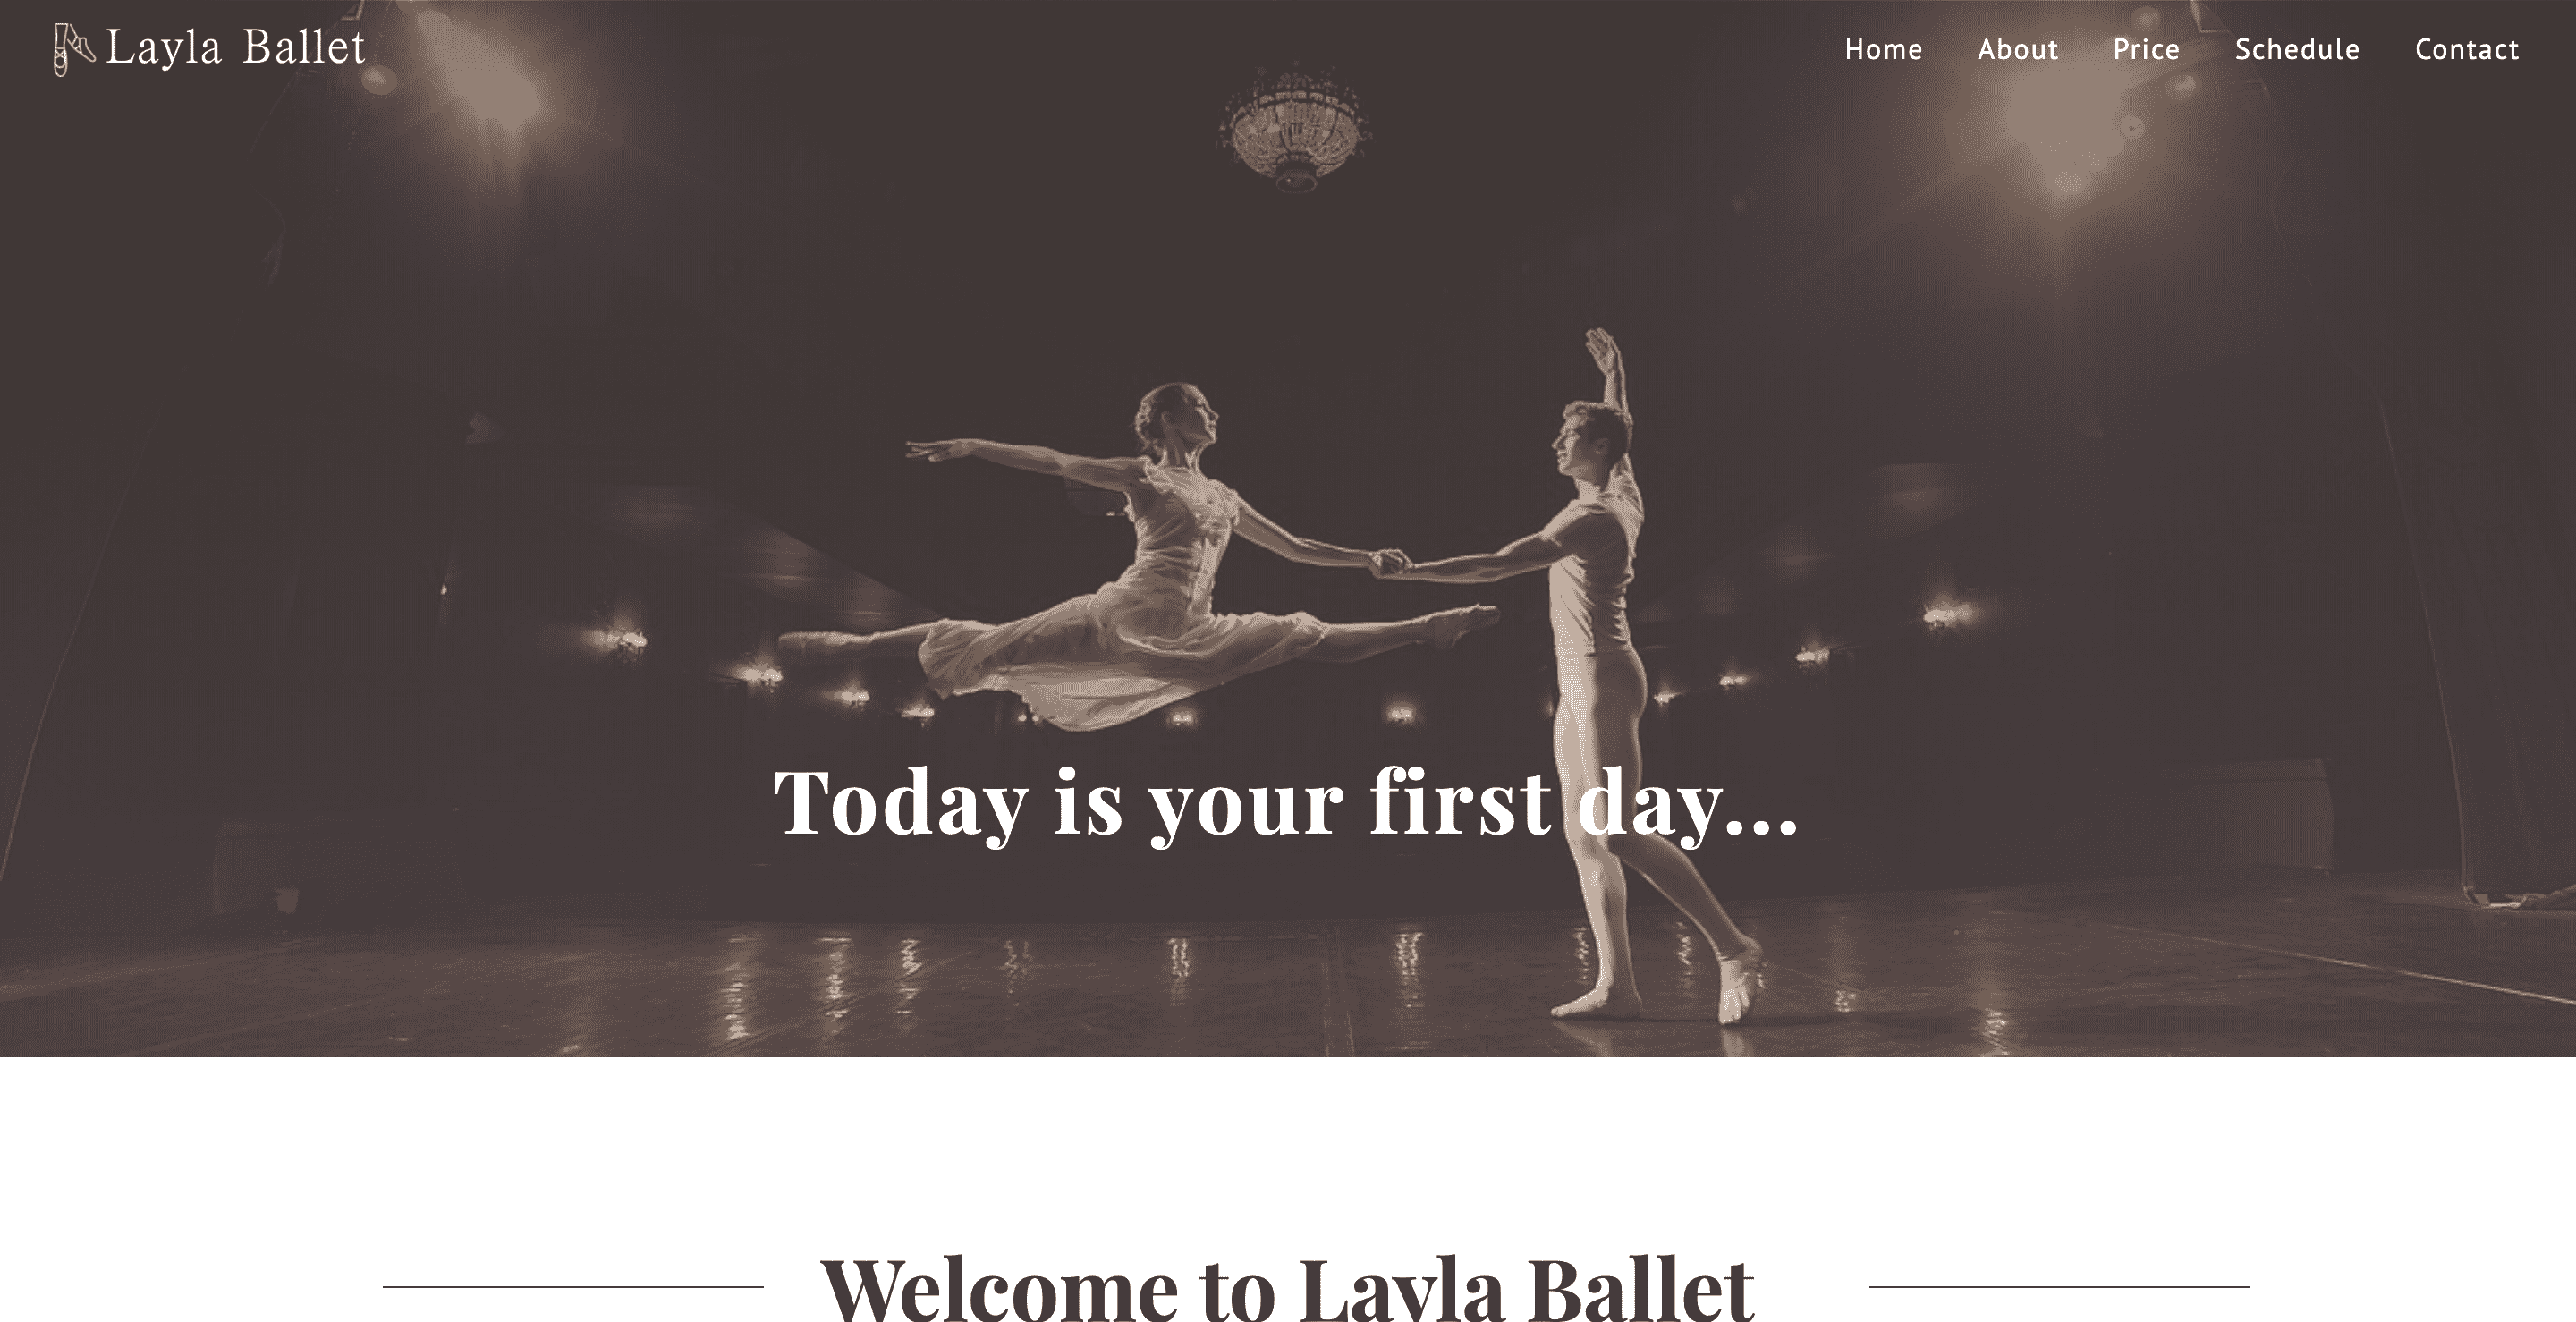 Layla Ballet
Home About Price Schedule Contact
Today is your first day...
Welcome to Layla Ballet